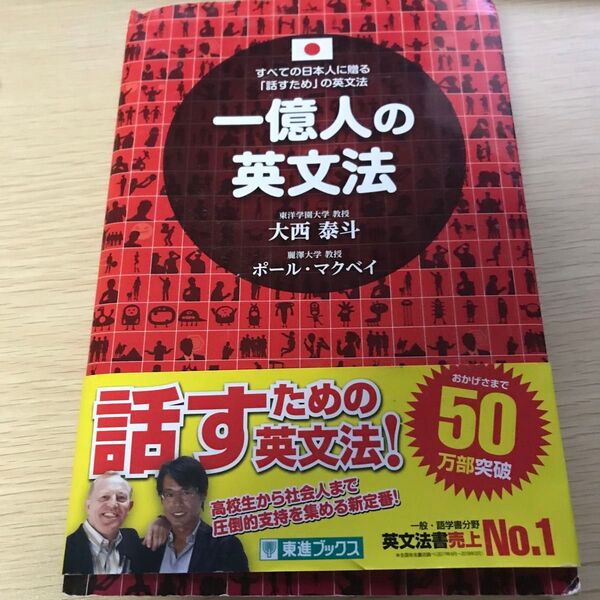 すべての日本人に贈る
「話すため」の英文法
一億人の
英文法
東洋学園大学 教授
大西 泰斗
麗澤大学 教授
ポール・マクベイ
話すための
英文法!
おかげさまで
50
万部突破
高校生から社会人まで
圧倒的支持を集める新定番!
東進ブックス
一般・語学書分野
英文法書売上No.1